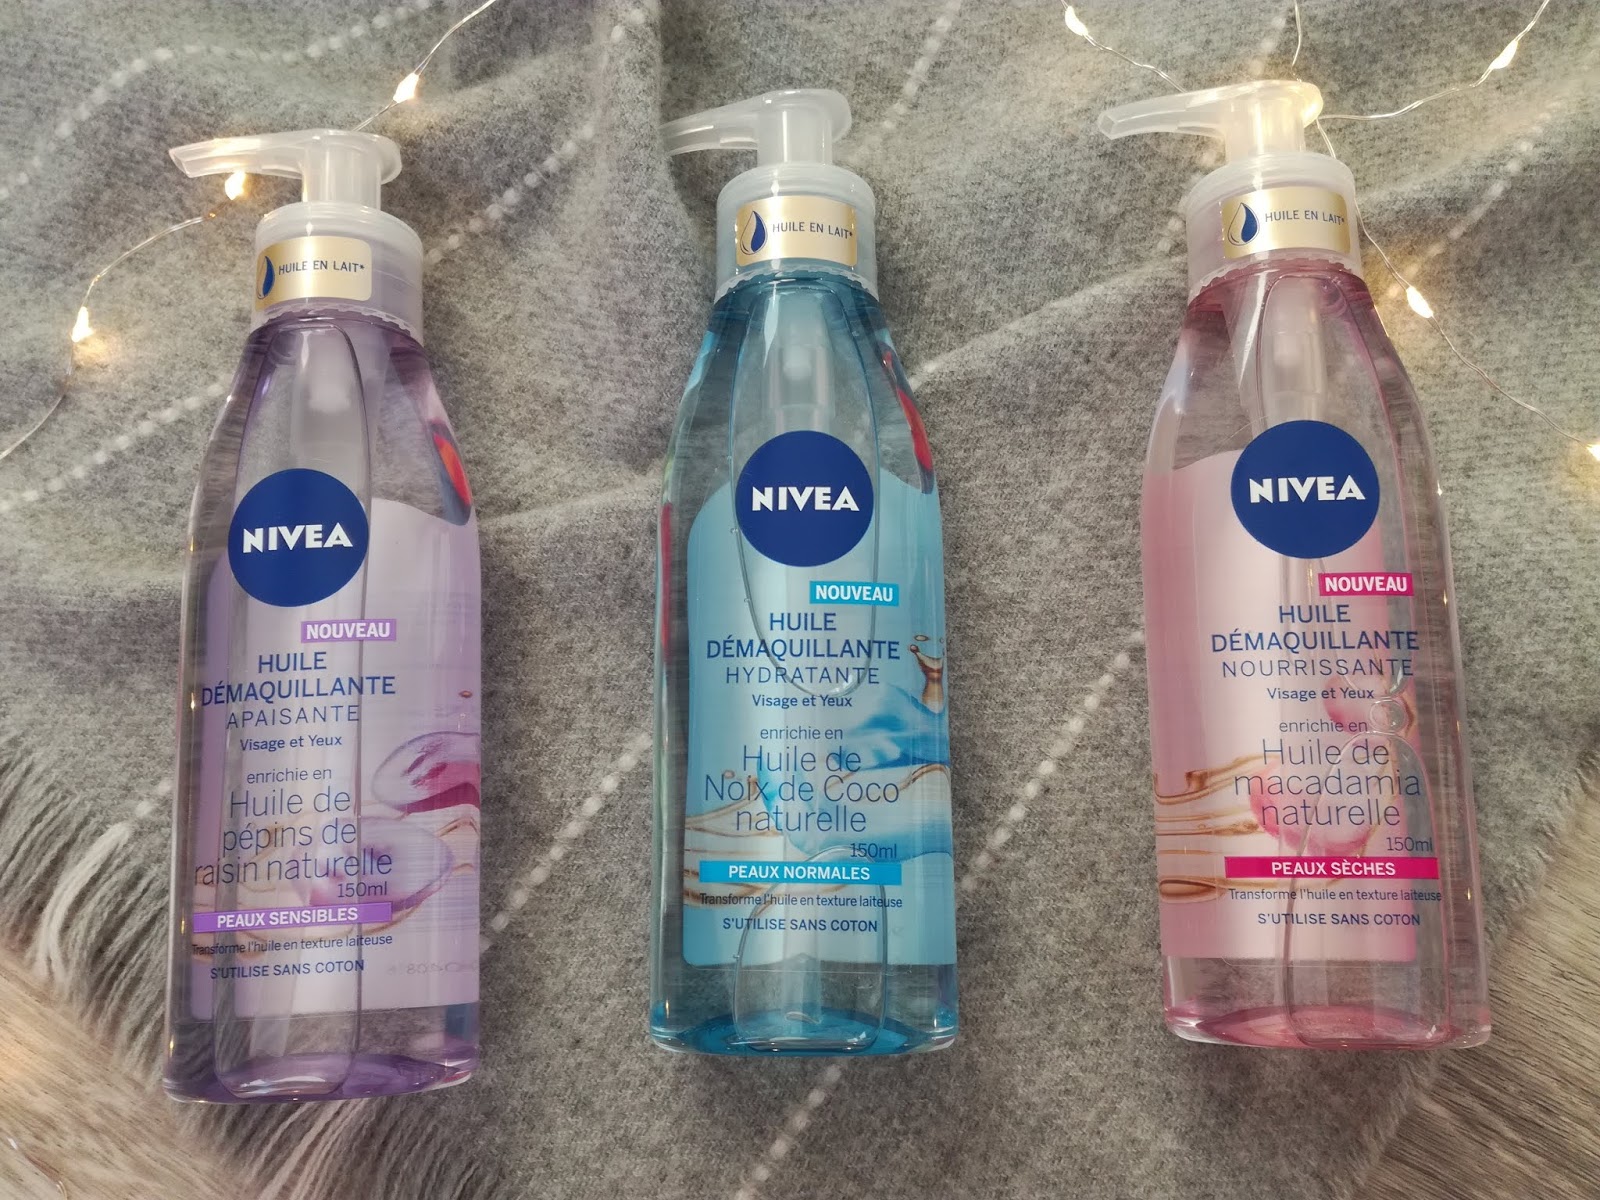 HUILE EN LAIT*
NIVEA
NOUVEAU
HUILE
DÉMAQUILLANTE
APAISANTE
Visage et Yeux
enrichie en
Huile de
pépins de
raisin naturelle
150ml
PEAUX SENSIBLES
Transforme l'huile en texture laiteuse
S'UTILISE SANS COTON
HUILE EN LAIT*
NIVEA
NOUVEAU
HUILE
DÉMAQUILLANTE
HYDRATANTE
Visage et Yeux
enrichie en
Huile de
Noix de Coco
naturelle
150ml
PEAUX NORMALES
Transforme l'huile en texture laiteuse
S'UTILISE SANS COTON
HUILE EN LAIT*
NIVEA
NOUVEAU
HUILE
DÉMAQUILLANTE
NOURRISSANTE
Visage et Yeux
enrichie en
Huile de
macadamia
naturelle
150ml
PEAUX SÈCHES
Transforme l'huile en texture laiteuse
S'UTILISE SANS COTON